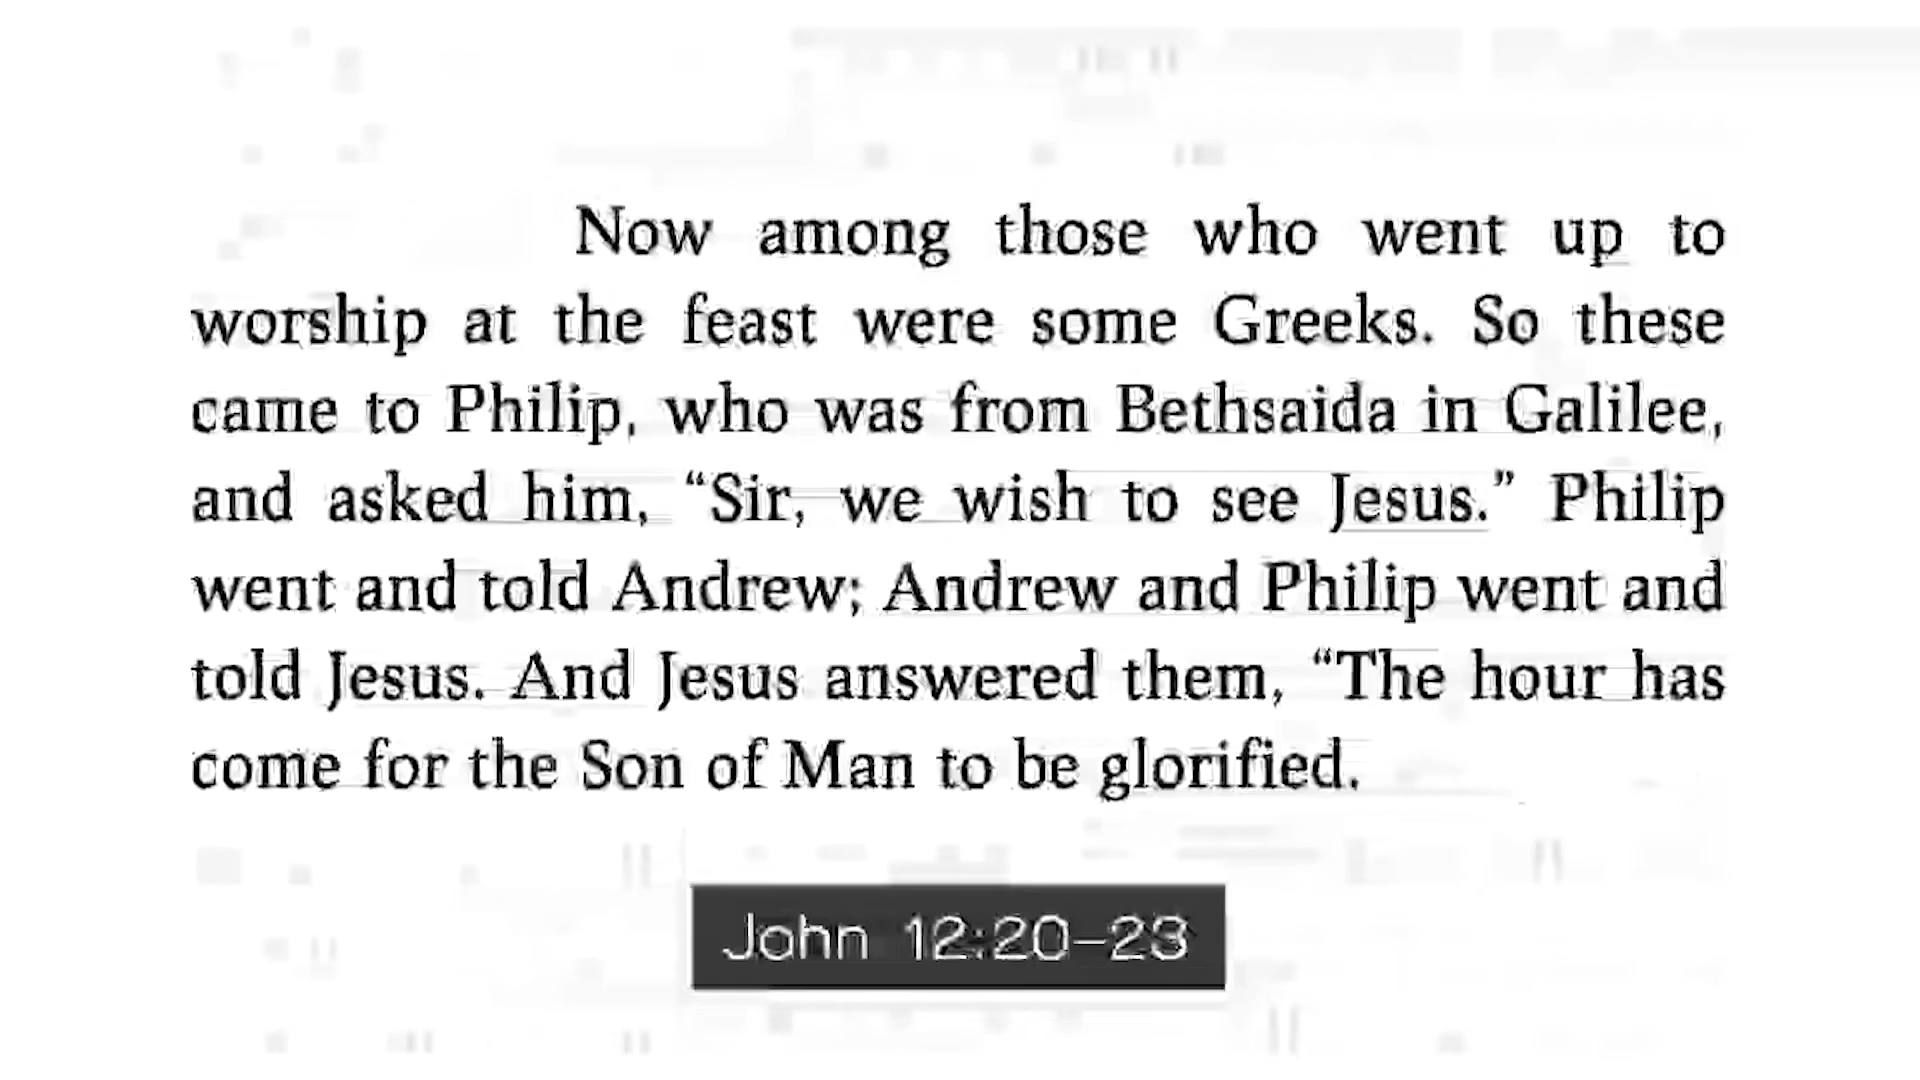 Now among those who went up to
worship at the feast were some Greeks. So these
came to Philip, who was from Bethsaida in Galilee,
and asked him, “Sir, we wish to see Jesus.” Philip
went and told Andrew; Andrew and Philip went and
told Jesus. And Jesus answered them, “The hour has
come for the Son of Man to be glorified.
John 12:20–23